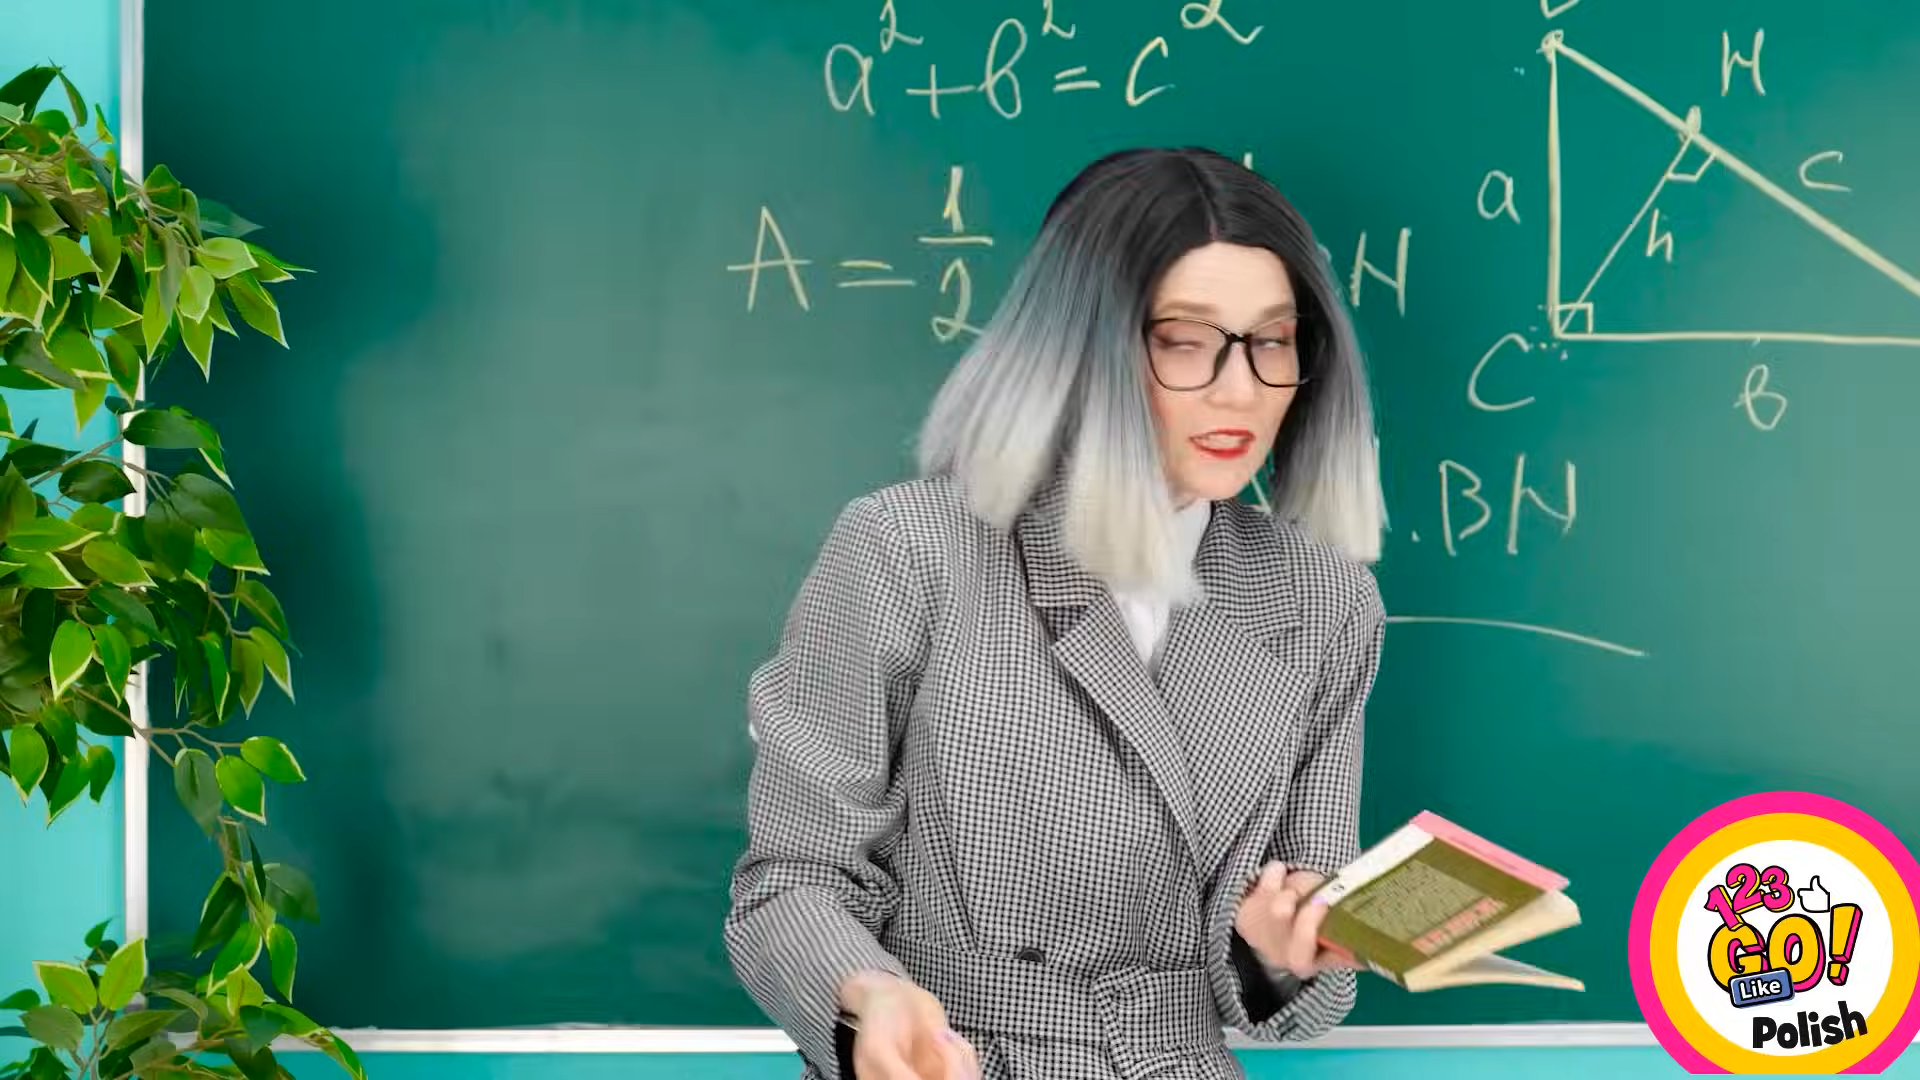 a² + b² = c²
A = 1/2
H
H
a
c
h
C
b
.BH
123
GO!
Like
Polish